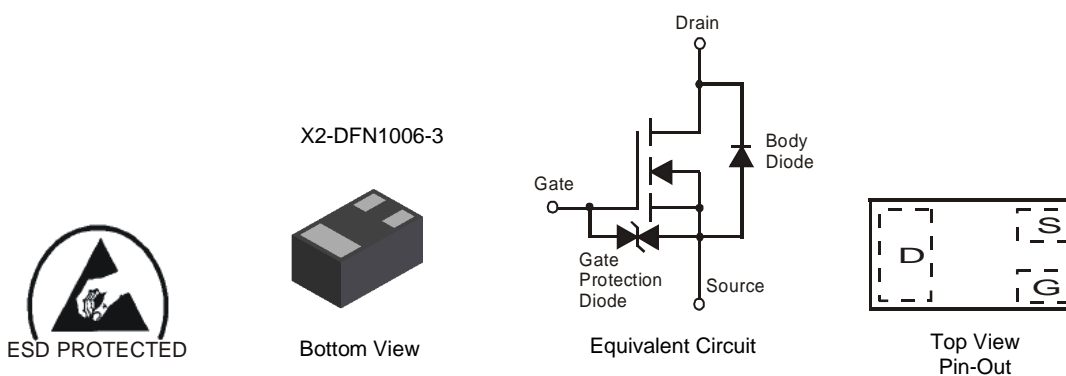 Drain
X2-DFN1006-3
Body
Diode
Gate
S
D
Gate
Protection
Diode
Source
G
ESD PROTECTED
Bottom View
Equivalent Circuit
Top View
Pin-Out